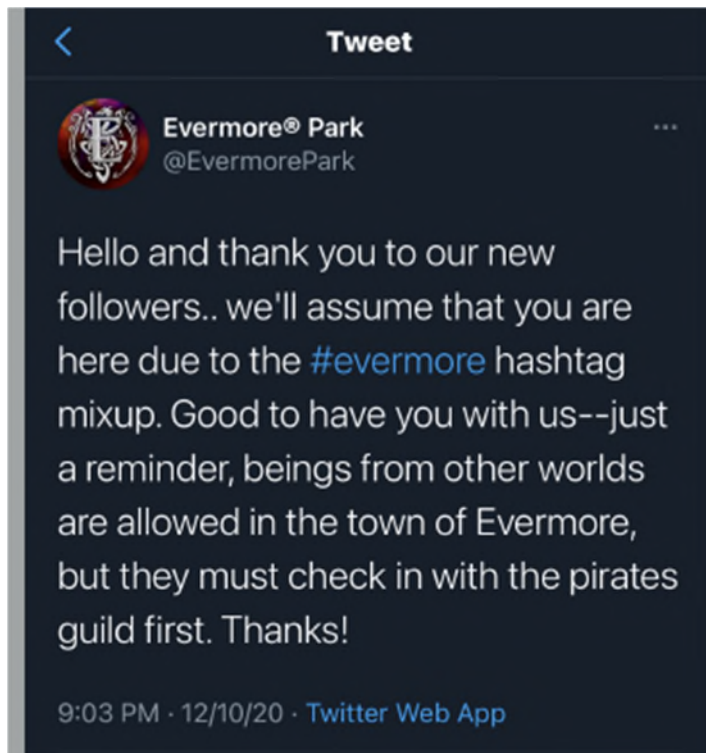 Tweet
Evermore® Park
@EvermorePark
Hello and thank you to our new
followers.. we'll assume that you are
here due to the #evermore hashtag
mixup. Good to have you with us--just
a reminder, beings from other worlds
are allowed in the town of Evermore,
but they must check in with the pirates
guild first. Thanks!
9:03 PM · 12/10/20 · Twitter Web App